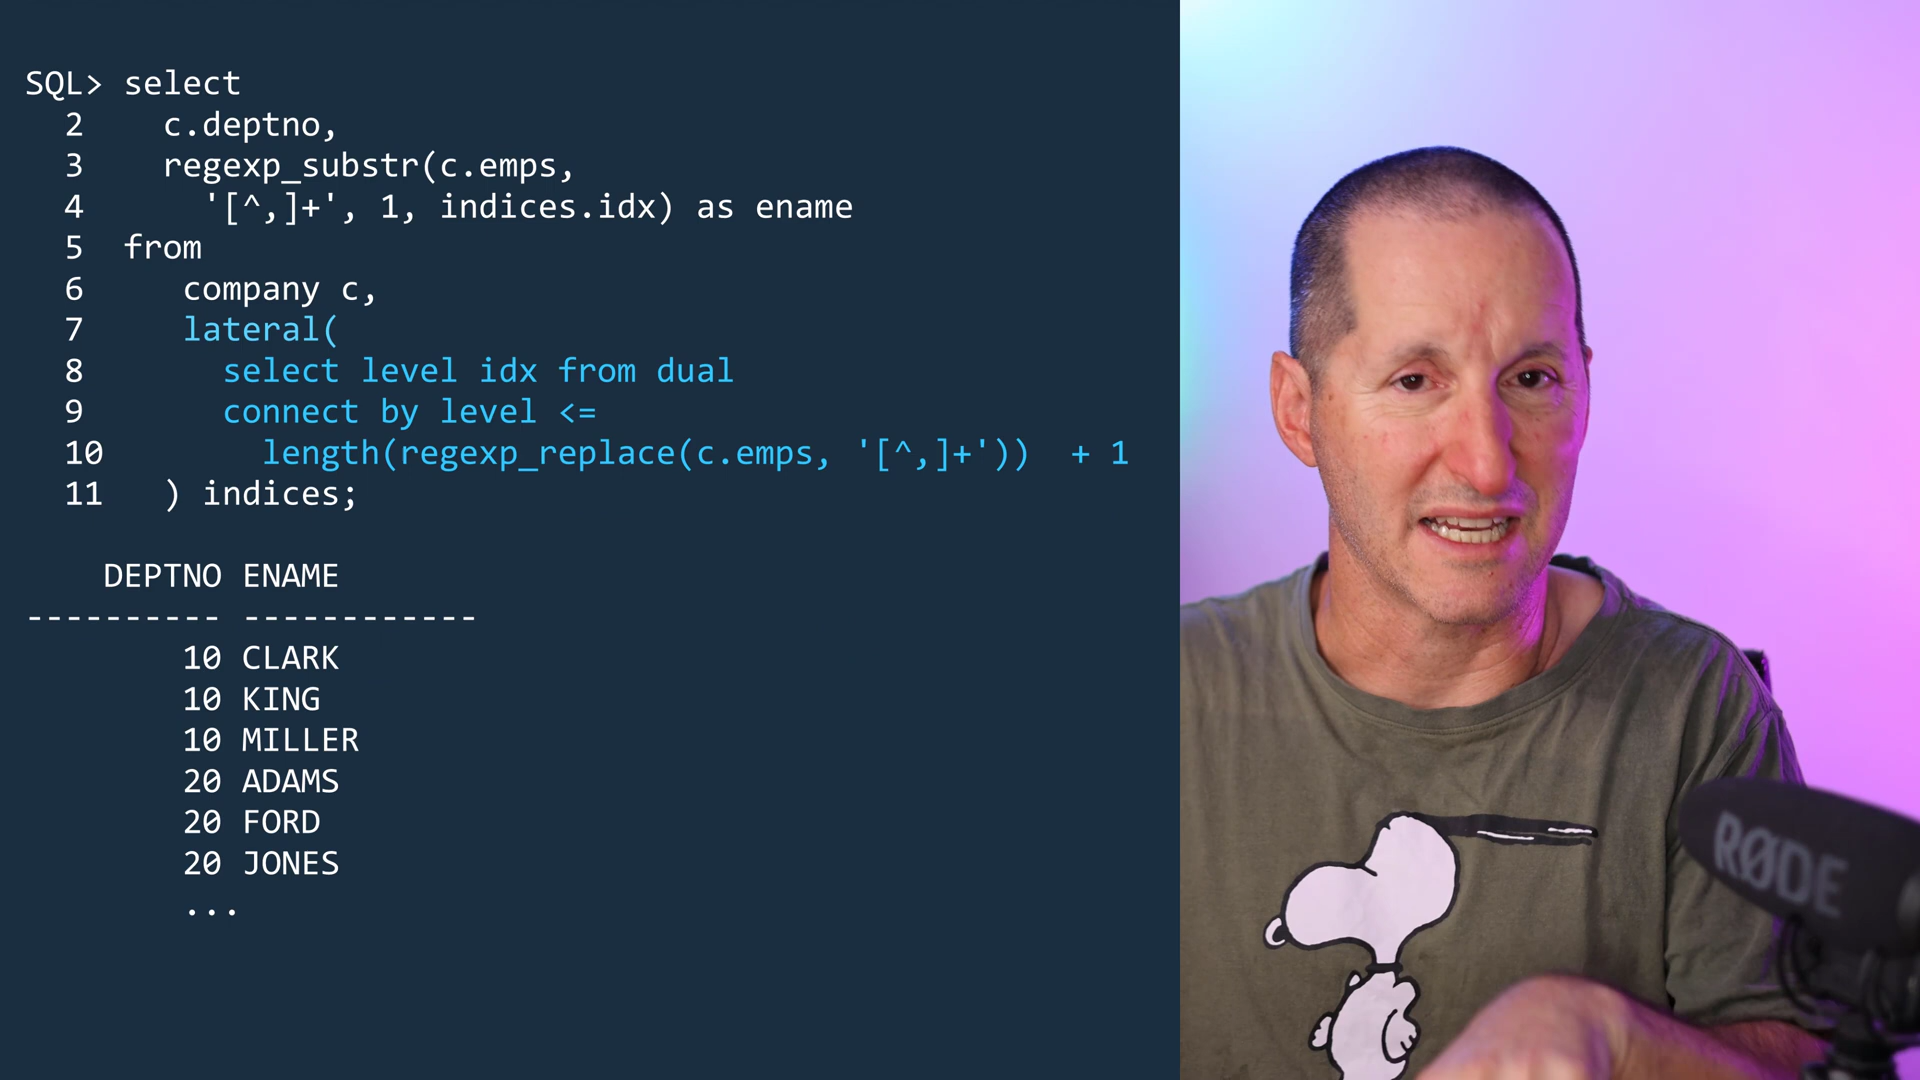 SQL> select
2 c.deptno,
3 regexp_substr(c.emps,
4 '[^,]+', 1, indices.idx) as ename
5 from
6 company c,
7 lateral(
8 select level idx from dual
9 connect by level <=
10 length(regexp_replace(c.emps, '[^,]+')) + 1
11 ) indices;
DEPTNO ENAME
---------- ------------
10 CLARK
10 KING
10 MILLER
20 ADAMS
20 FORD
20 JONES
...
RØDE